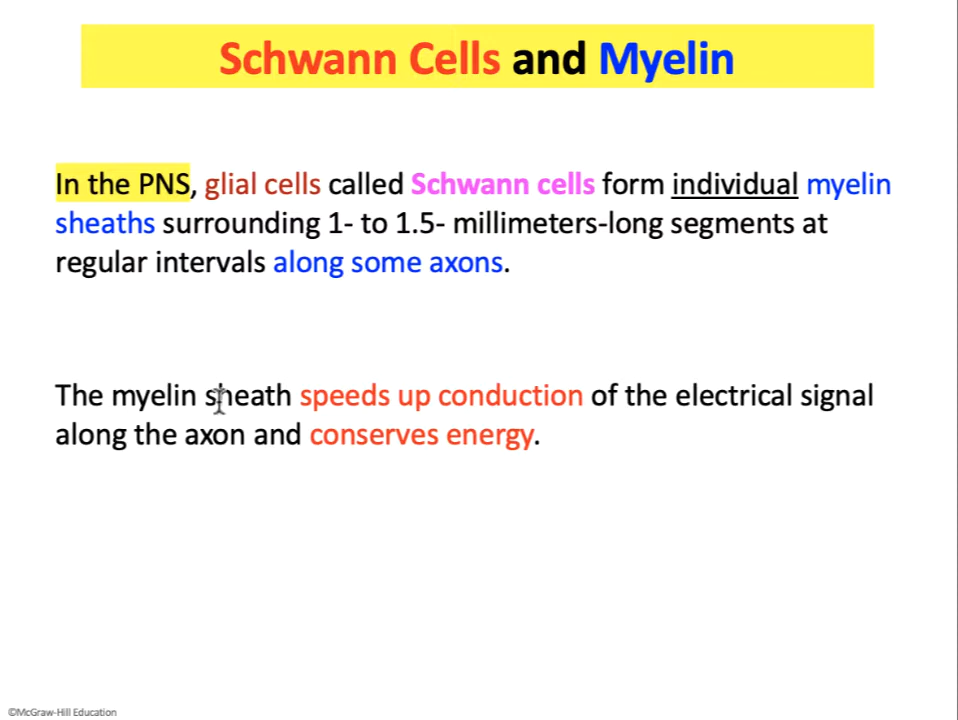 Schwann Cells and Myelin
In the PNS, glial cells called Schwann cells form individual myelin
sheaths surrounding 1- to 1.5- millimeters-long segments at
regular intervals along some axons.
The myelin sheath speeds up conduction of the electrical signal
along the axon and conserves energy.
©McGraw-Hill Education